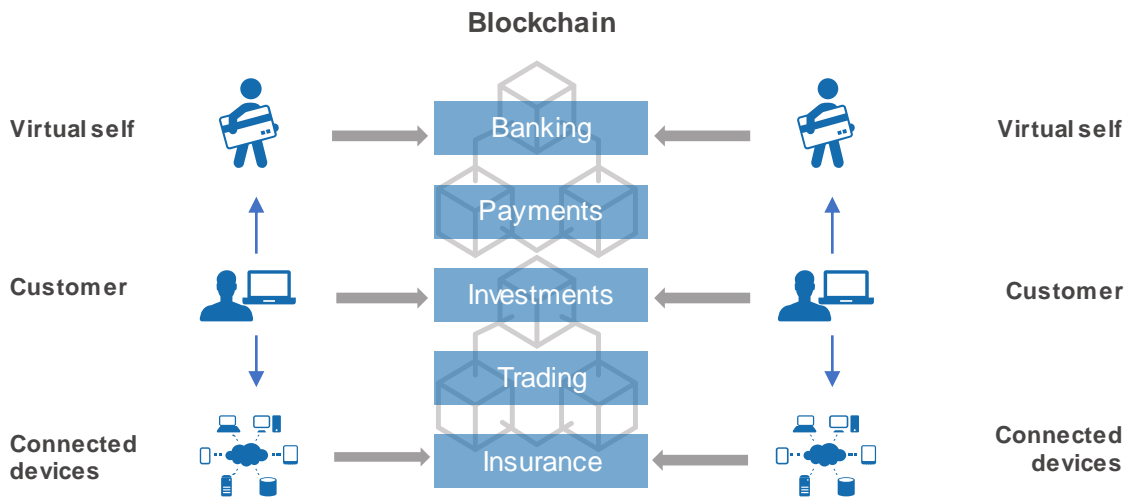 Blockchain
Virtual self
Banking
Virtual self
Payments
Customer
Investments
Customer
Trading
Connected
devices
Insurance
Connected
devices